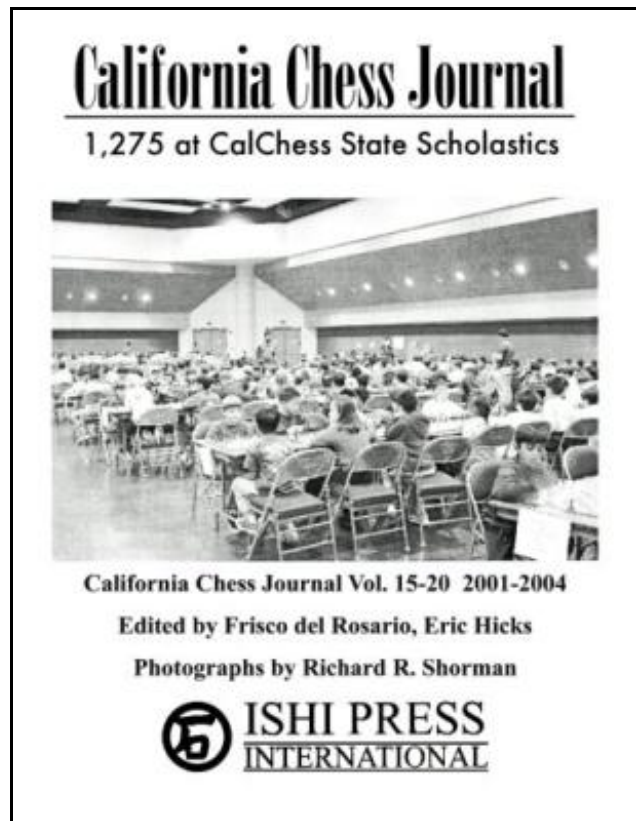 California Chess Journal
1,275 at CalChess State Scholastics
California Chess Journal Vol. 15-20 2001-2004
Edited by Frisco del Rosario, Eric Hicks
Photographs by Richard R. Shorman
ISHI PRESS
INTERNATIONAL